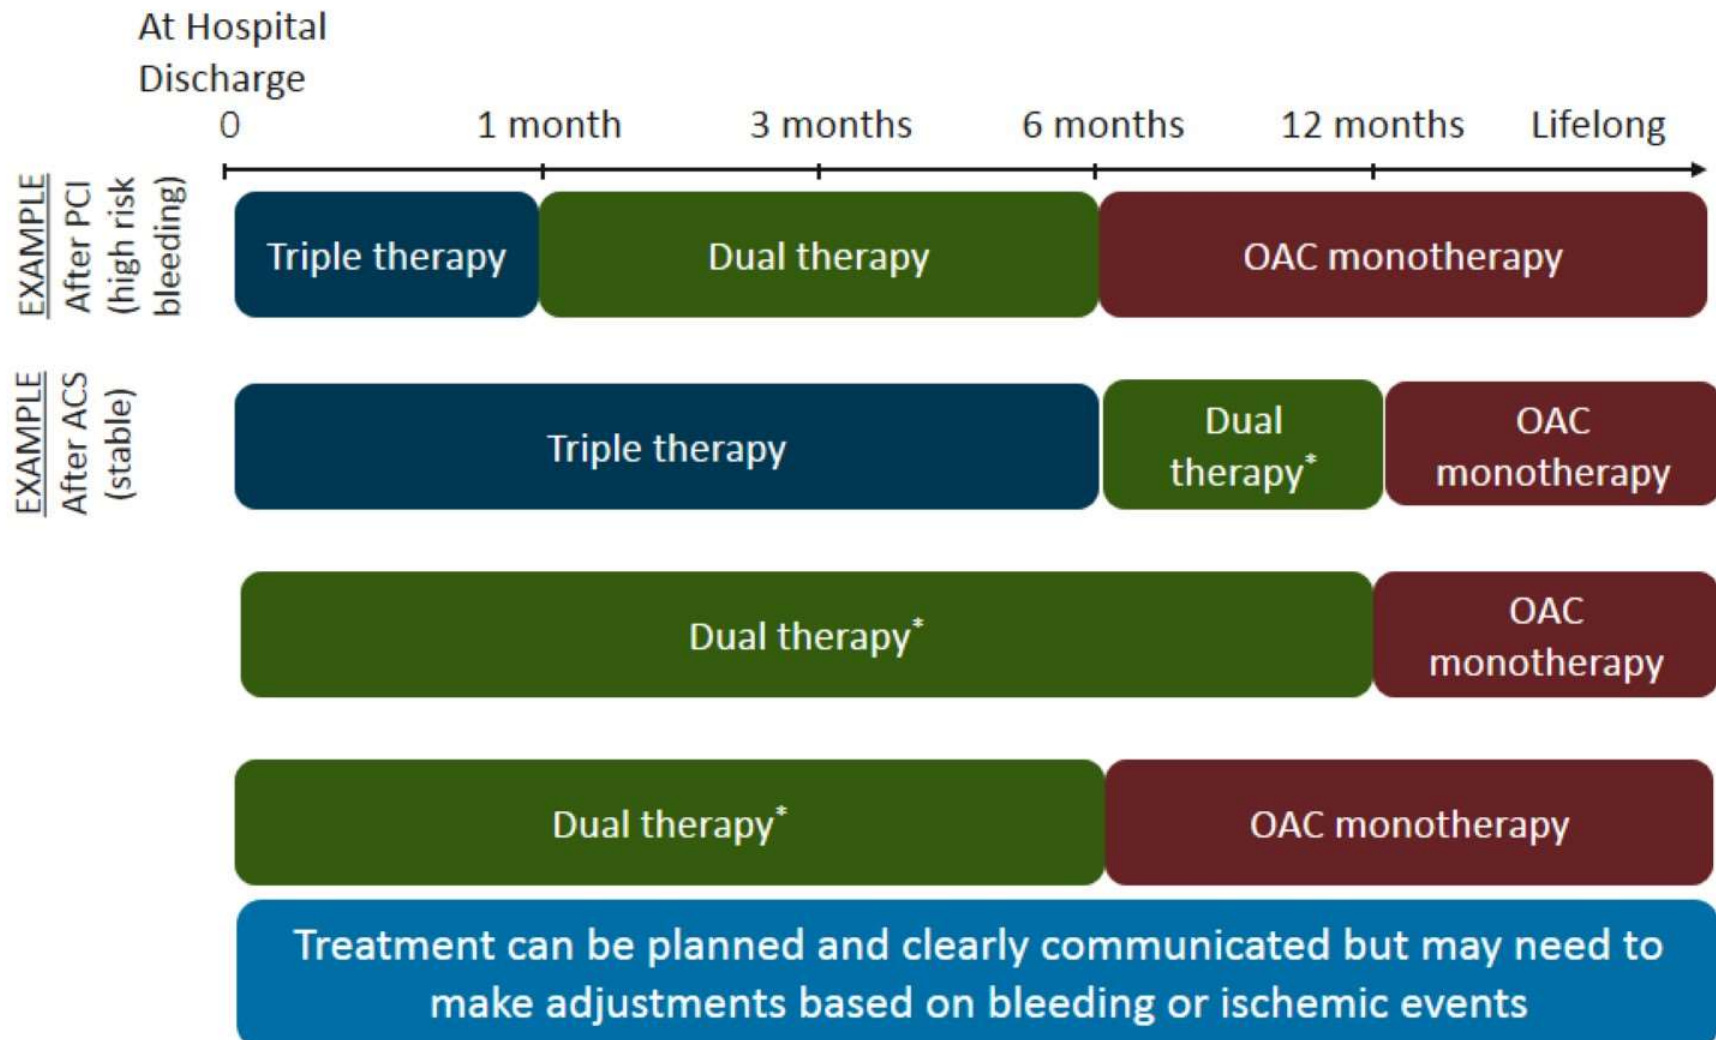 At Hospital
Discharge
0 1 month 3 months 6 months 12 months Lifelong
EXAMPLE
After PCI
(high risk
bleeding)
Triple therapy Dual therapy OAC monotherapy
EXAMPLE
After ACS
(stable)
Triple therapy
Dual
therapy*
OAC
monotherapy
Dual therapy*
OAC
monotherapy
Dual therapy* OAC monotherapy
Treatment can be planned and clearly communicated but may need to
make adjustments based on bleeding or ischemic events